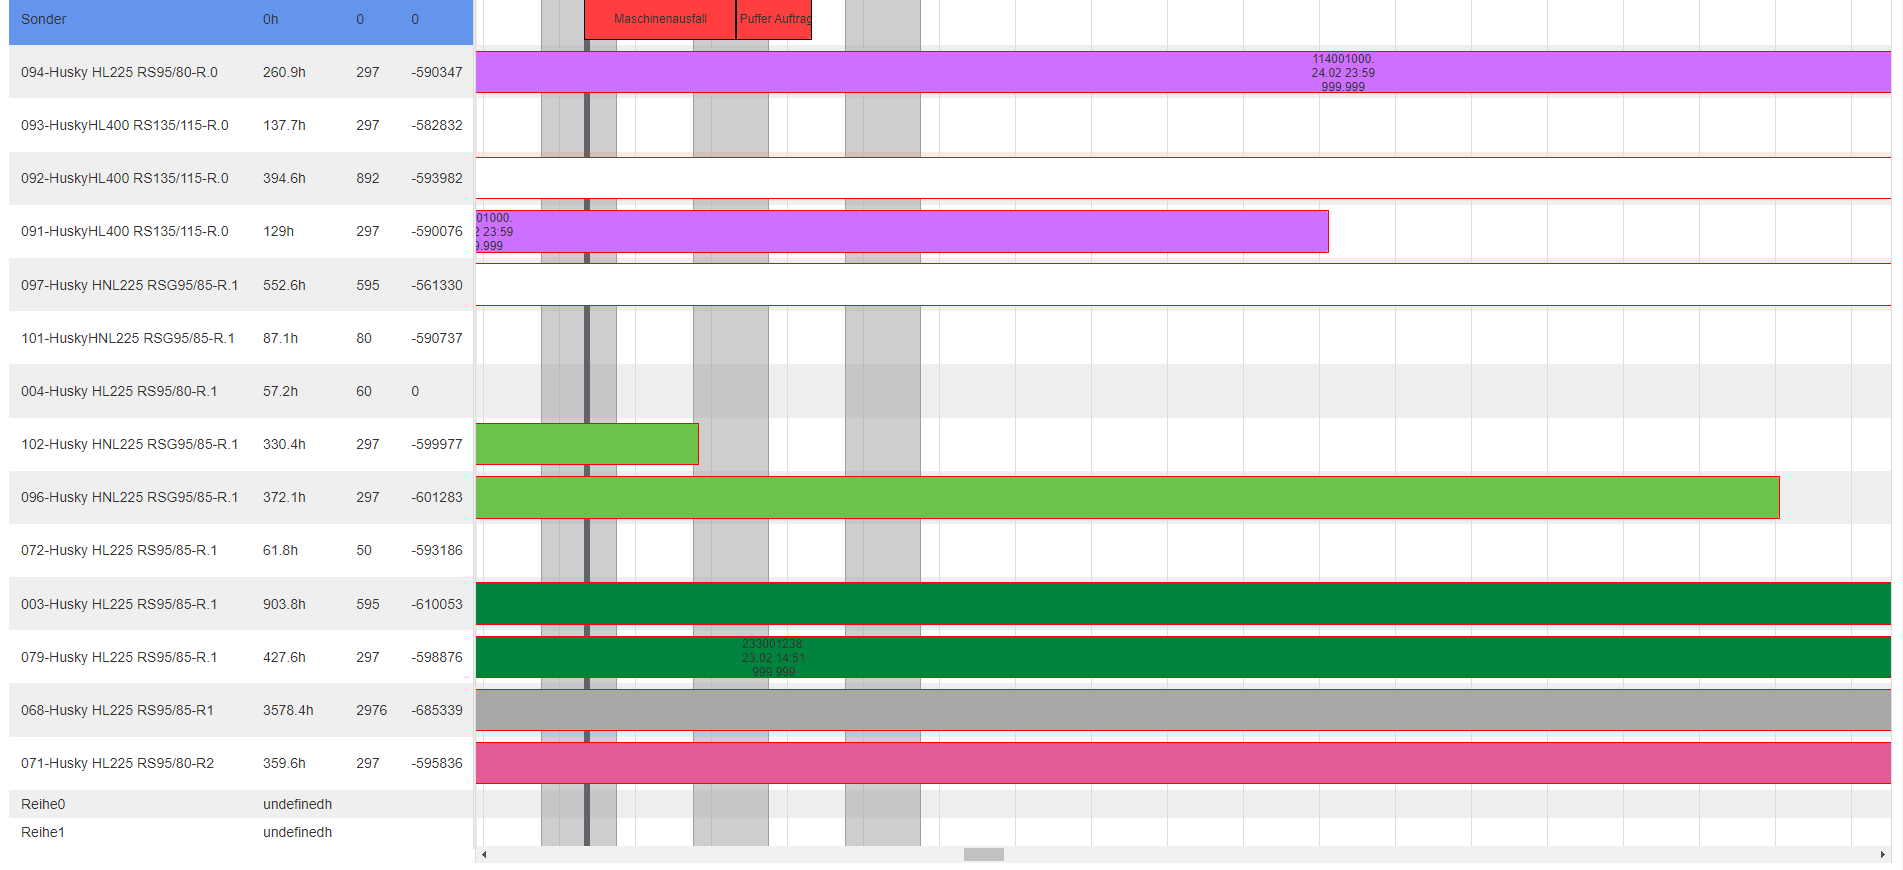 Sonder 0h 0 0
Maschinenausfall Puffer Auftrag
094-Husky HL225 RS95/80-R.0 260.9h 297 -590347
114001000.
24.02 23:59
999.999
093-HuskyHL400 RS135/115-R.0 137.7h 297 -582832
092-HuskyHL400 RS135/115-R.0 394.6h 892 -593982
091-HuskyHL400 RS135/115-R.0 129h 297 -590076
01000.
2 23:59
9.999
097-Husky HNL225 RSG95/85-R.1 552.6h 595 -561330
101-HuskyHNL225 RSG95/85-R.1 87.1h 80 -590737
004-Husky HL225 RS95/80-R.1 57.2h 60 0
102-Husky HNL225 RSG95/85-R.1 330.4h 297 -599977
096-Husky HNL225 RSG95/85-R.1 372.1h 297 -601283
072-Husky HL225 RS95/85-R.1 61.8h 50 -593186
003-Husky HL225 RS95/85-R.1 903.8h 595 -610053
079-Husky HL225 RS95/85-R.1 427.6h 297 -598876
233001238.
23.02 14:51
999.999
068-Husky HL225 RS95/85-R1 3578.4h 2976 -685339
071-Husky HL225 RS95/80-R2 359.6h 297 -595836
Reihe0 undefinedh
Reihe1 undefinedh